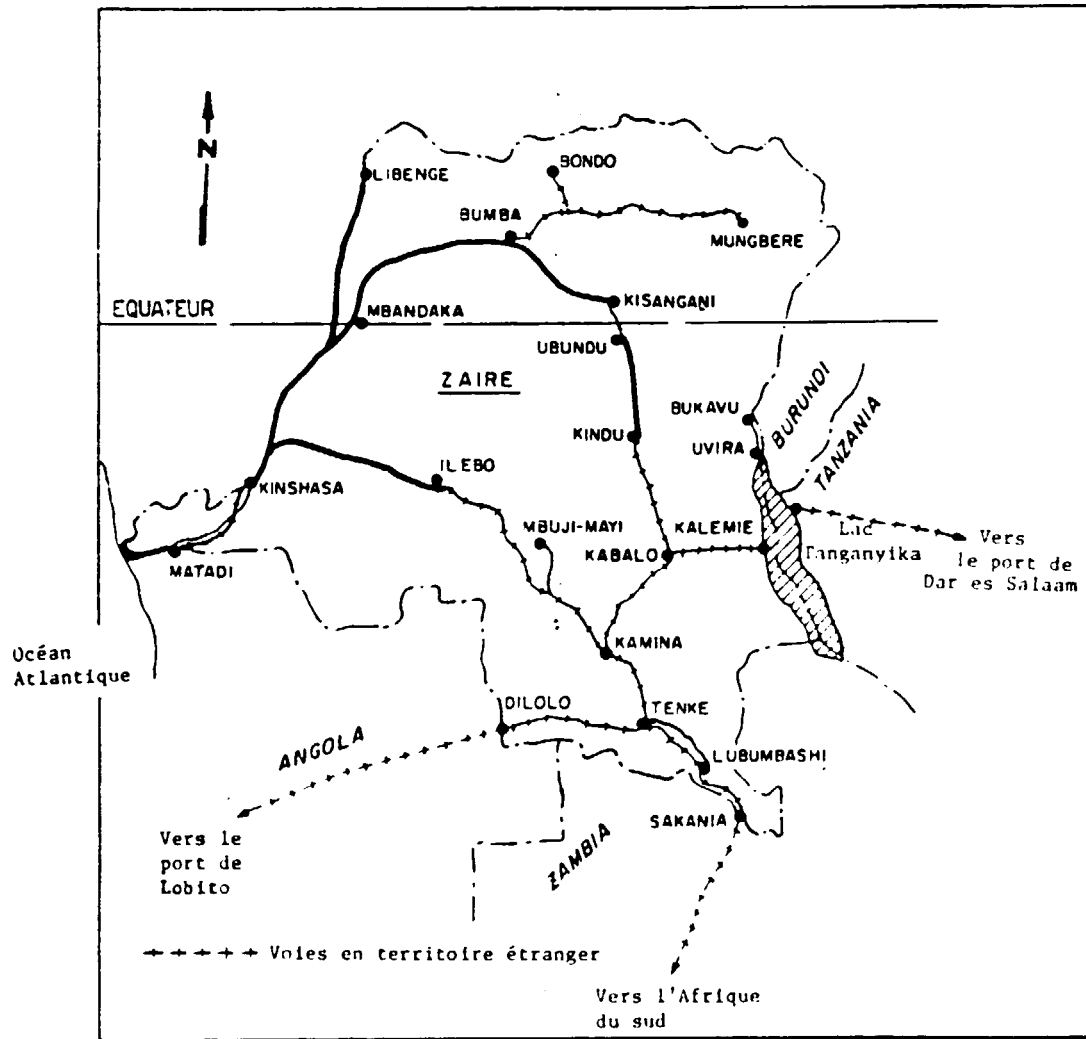 N
LIBENGE
BONDO
BUMBA
MUNGBERE
KISANGANI
EQUATEUR
MBANDAKA
UBUNDU
ZAIRE
BUKAVU
BURUNDI
TANZANIA
KINDU
UVIRA
ILEBO
KINSHASA
MBUJI-MAYI
KALEMIE
Lac
Tanganyika
Vers
le port de
Dar es Salaam
KABALO
MATADI
Océan
Atlantique
KAMINA
DILOLO
TENKE
ANGOLA
LUBUMBASHI
SAKANIA
Vers le
port de
Lobito
ZAMBIA
Voies en territoire étranger
Vers l'Afrique
du sud